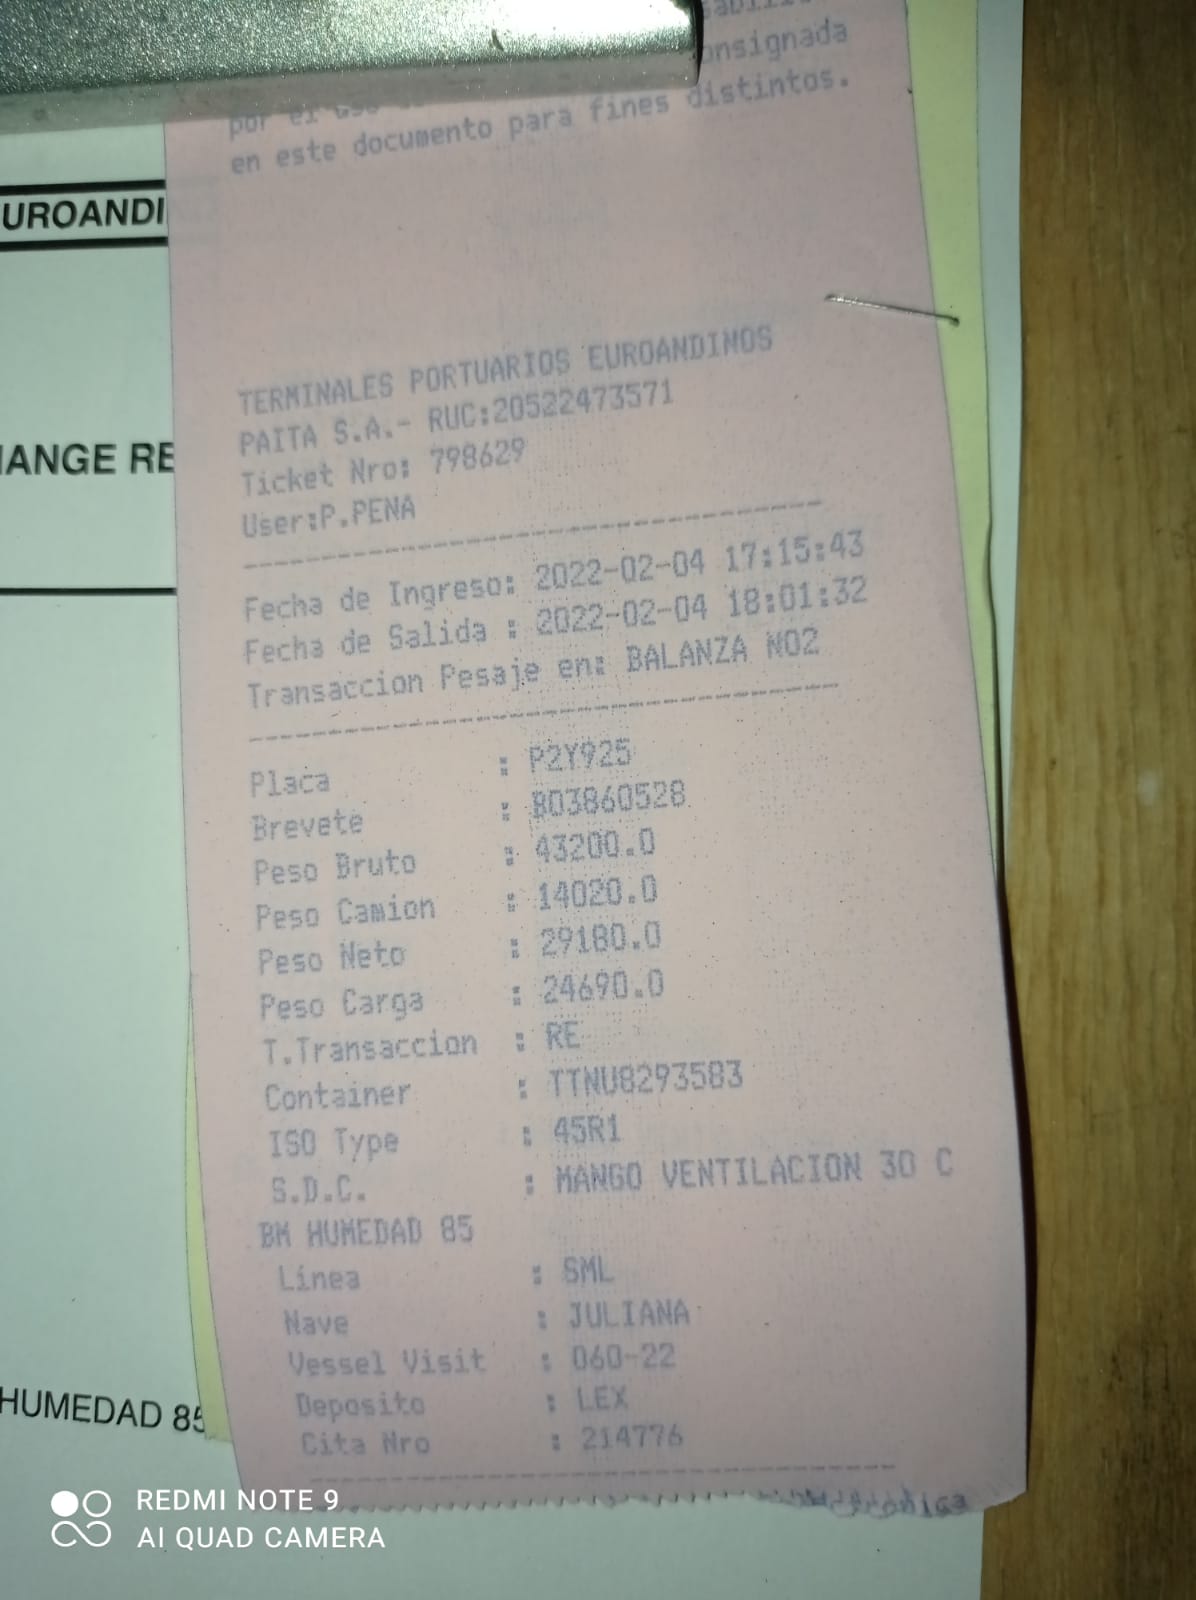 onsignada
por el uso
en este documento para fines distintos.
UROANDI
HANGE RE
TERMINALES PORTUARIOS EUROANDINOS
PAITA S.A.- RUC:20522473571
Ticket Nro: 798629
User:P.PENA
--------------------------------
Fecha de Ingreso: 2022-02-04 17:15:43
Fecha de Salida : 2022-02-04 18:01:32
Transaccion Pesaje en: BALANZA NO2
--------------------------------
Placa : P2Y925
Brevete : B03860528
Peso Bruto : 43200.0
Peso Camion : 14020.0
Peso Neto : 29180.0
Peso Carga : 24690.0
T.Transaccion : RE
Container : TTNU8293583
ISO Type : 45R1
S.D.C. : MANGO VENTILACION 30 C
BM HUMEDAD 85
Linea : SML
Nave : JULIANA
Vessel Visit : 060-22
Deposito : LEX
Cita Nro : 214776
--------------------------------
HUMEDAD 85
REDMI NOTE 9
AI QUAD CAMERA